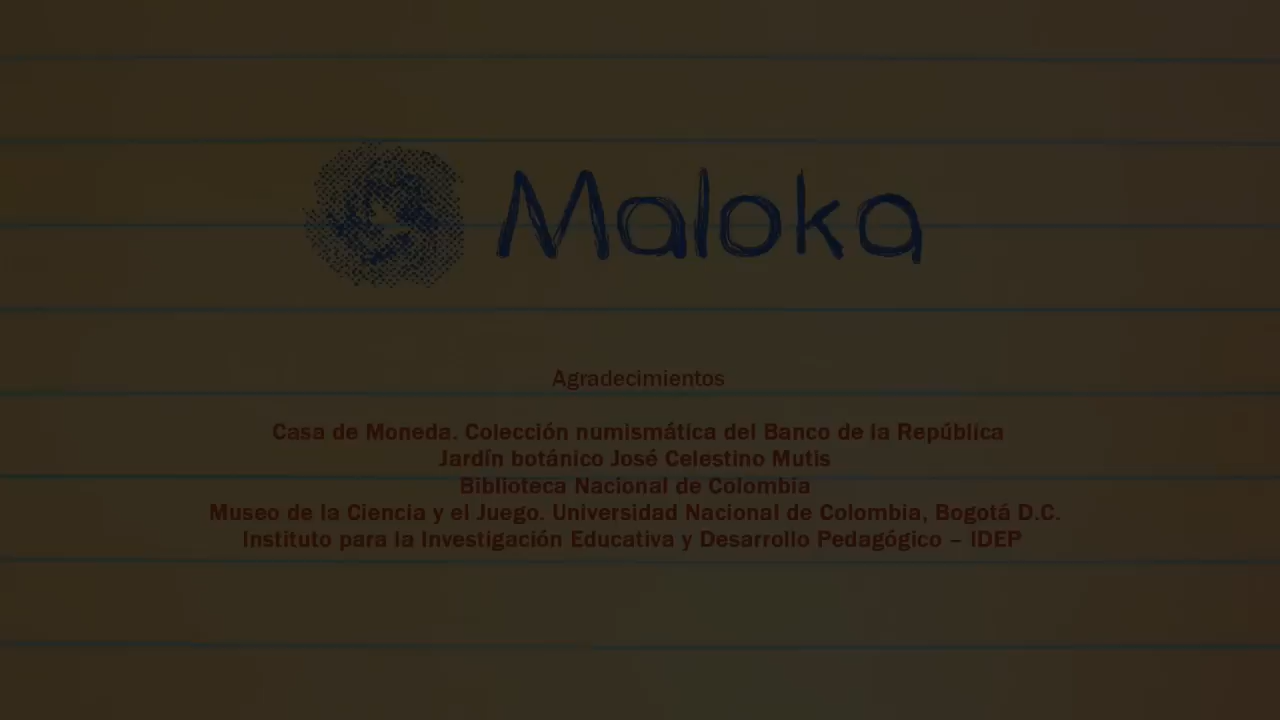 Maloka
Agradecimientos
Casa de Moneda. Colección numismática del Banco de la República
Jardín botánico José Celestino Mutis
Biblioteca Nacional de Colombia
Museo de la Ciencia y el Juego. Universidad Nacional de Colombia, Bogotá D.C.
Instituto para la Investigación Educativa y Desarrollo Pedagógico – IDEP